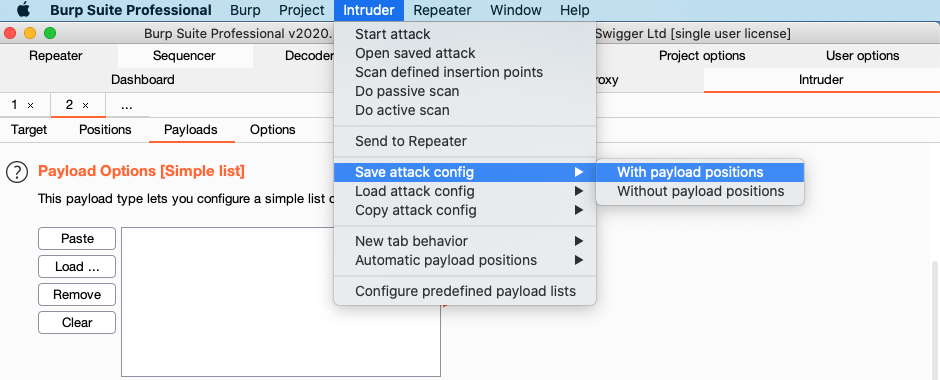 Burp Suite Professional Burp Project Intruder Repeater Window Help
Burp Suite Professional v2020. Swigger Ltd [single user license]
Repeater Sequencer Decoder Project options User options
Dashboard roxy Intruder
1 × 2 × ...
Target Positions Payloads Options
? Payload Options [Simple list]
This payload type lets you configure a simple list o
Paste
Load ...
Remove
Clear
Start attack
Open saved attack
Scan defined insertion points
Do passive scan
Do active scan
Send to Repeater
Save attack config
Load attack config
Copy attack config
New tab behavior
Automatic payload positions
Configure predefined payload lists
With payload positions
Without payload positions